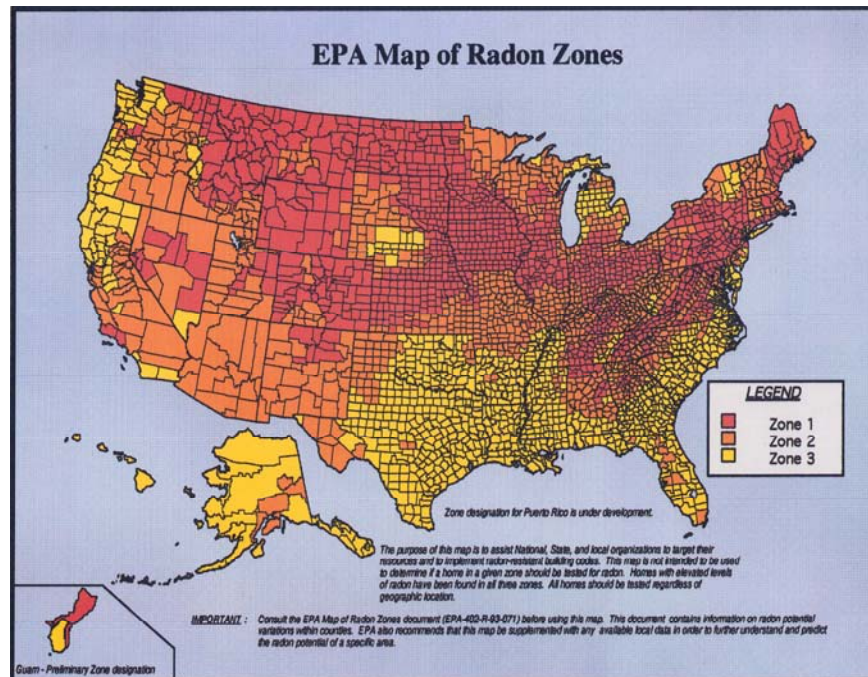 EPA Map of Radon Zones
LEGEND
Zone 1
Zone 2
Zone 3
Zone designation for Puerto Rico is under development.
The purpose of this map is to assist National, State, and local organizations to target their
resources and to implement radon-resistant building codes. This map is not intended to be used
to determine if a home in a given zone should be tested for radon. Homes with elevated levels
of radon have been found in all three zones. All homes should be tested regardless of
geographic location.
IMPORTANT : Consult the EPA Map of Radon Zones document (EPA-402-R-93-071) before using this map. This document contains information on radon potential
variations within counties. EPA also recommends that this map be supplemented with any available local data in order to further understand and predict
the radon potential of a specific area.
Guam - Preliminary Zone designation